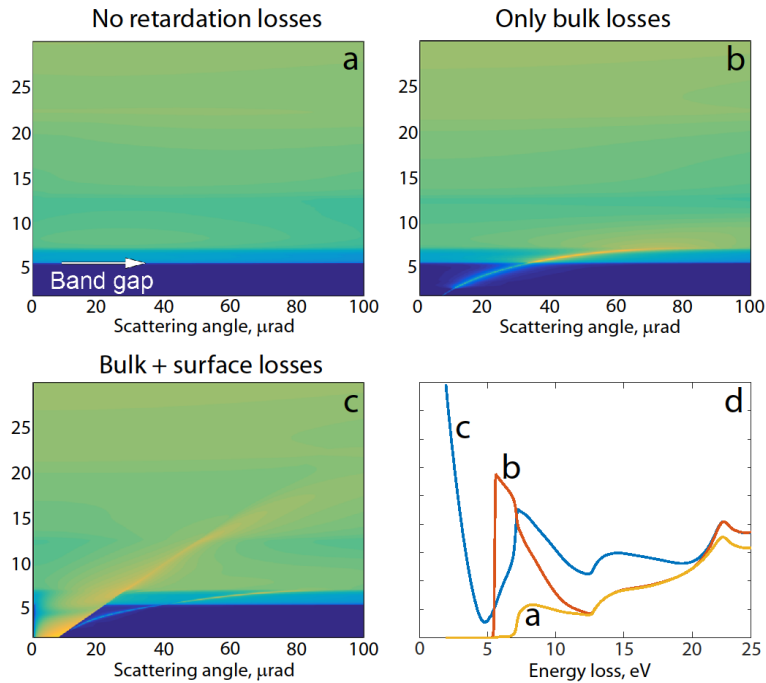 No retardation losses
Only bulk losses
a
25
20
15
10
5
Band gap
0 20 40 60 80 100
Scattering angle, μrad
b
25
20
15
10
5
0 20 40 60 80 100
Scattering angle, μrad
Bulk + surface losses
c
25
20
15
10
5
0 20 40 60 80 100
Scattering angle, μrad
d
c
b
a
0 5 10 15 20 25
Energy loss, eV